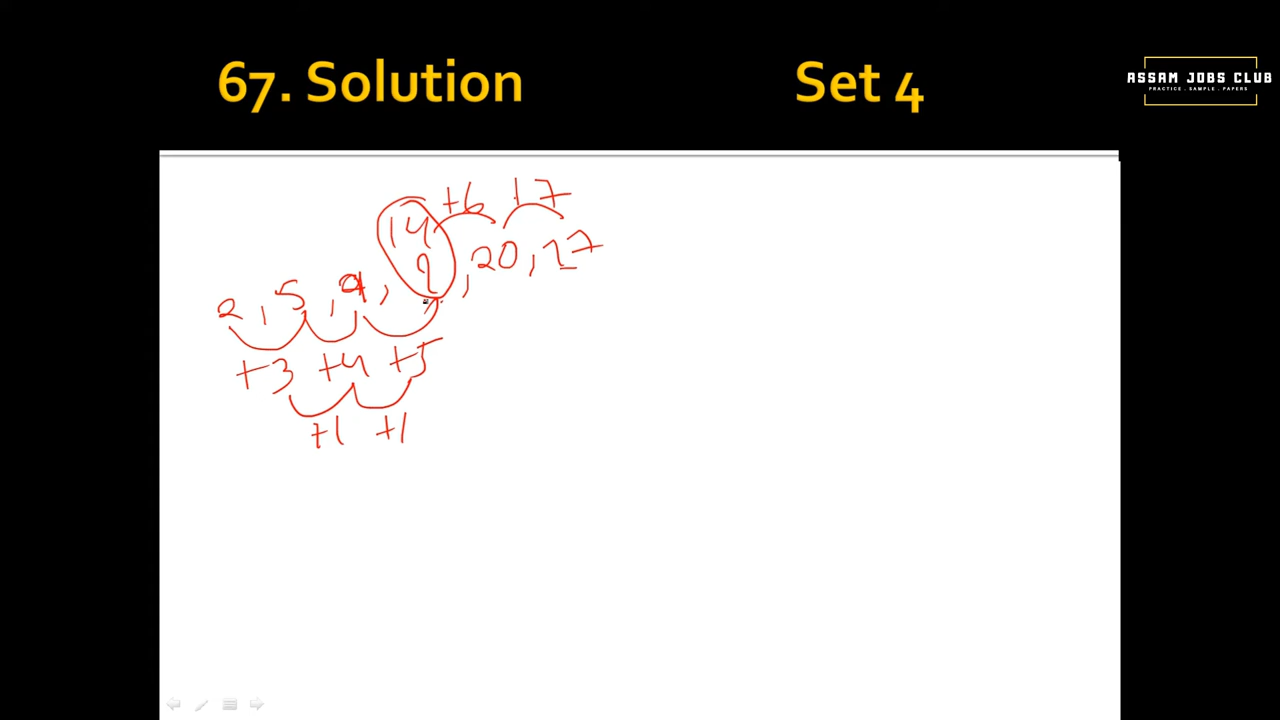 67. Solution
Set 4
ASSAM JOBS CLUB
PRACTICE . SAMPLE . PAPERS
+6 +7
14
2, 5, 9, ?, 20, 27
+3 +4 +5
+1 +1